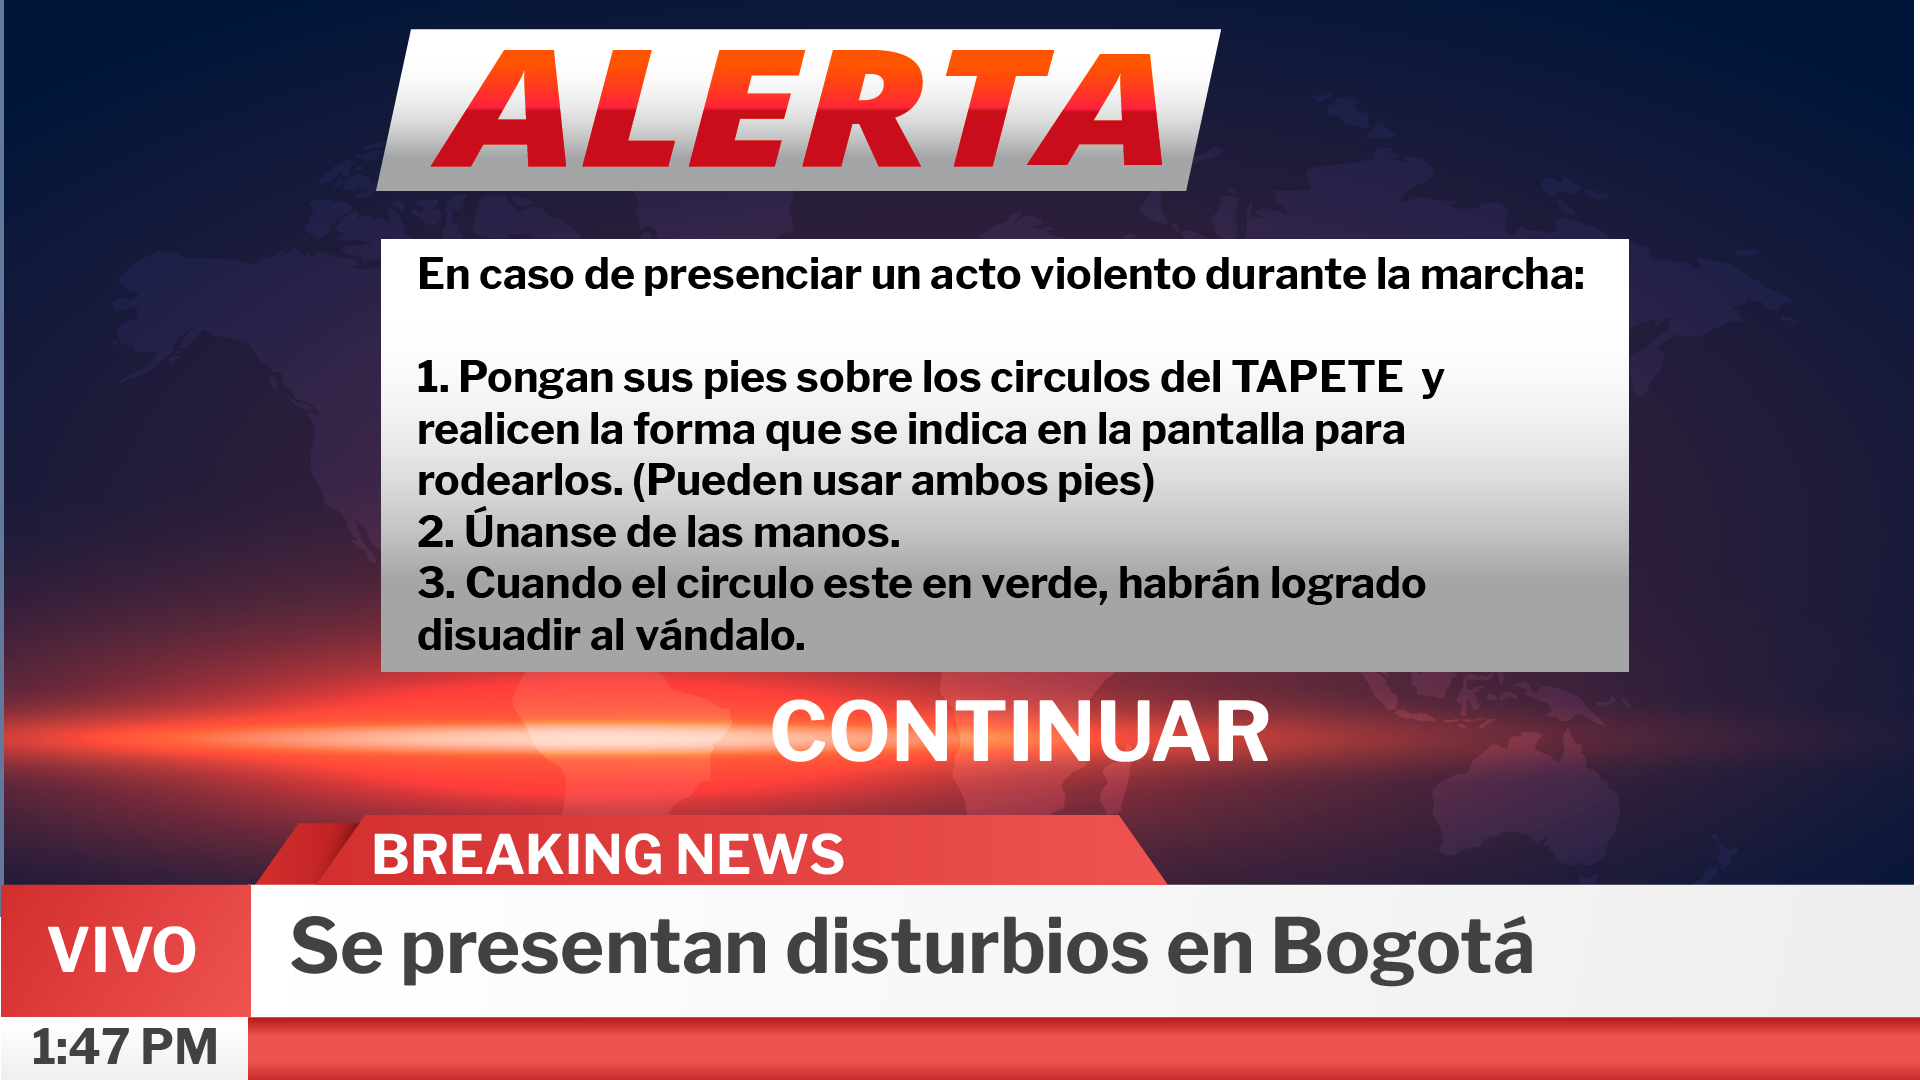 ALERTA
En caso de presenciar un acto violento durante la marcha:
1. Pongan sus pies sobre los circulos del TAPETE y
realicen la forma que se indica en la pantalla para
rodearlos. (Pueden usar ambos pies)
2. Únanse de las manos.
3. Cuando el circulo este en verde, habrán logrado
disuadir al vándalo.
CONTINUAR
BREAKING NEWS
VIVO
Se presentan disturbios en Bogotá
1:47 PM